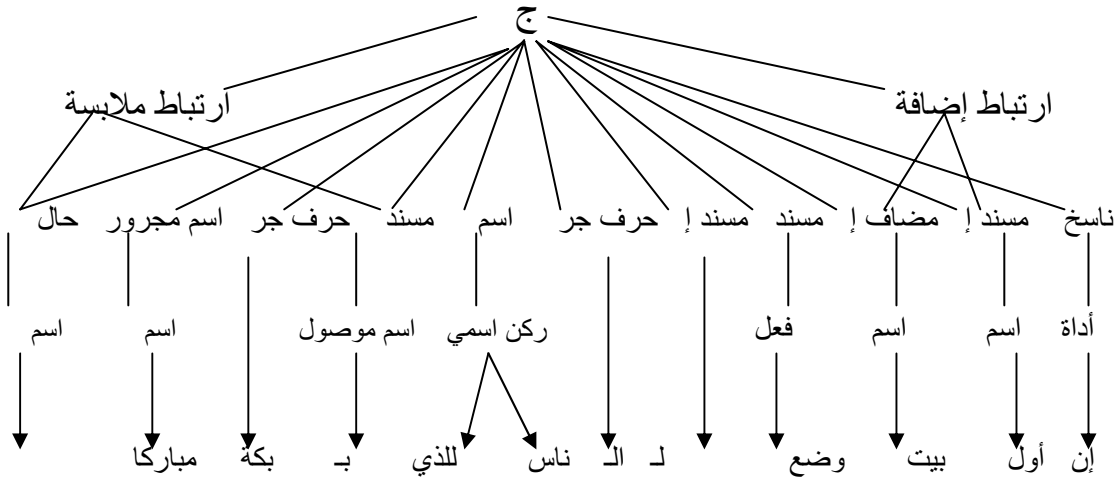 ج
ارتباط إضافة ارتباط ملابسة
ناسخ مسند إ مضاف إ مسند مسند إ حرف جر اسم مسند حرف جر اسم مجرور حال
أداة اسم اسم فعل ركن اسمي اسم موصول اسم اسم
إن أول بيت وضع لـ الـ ناس للذي بـ بكة مباركا